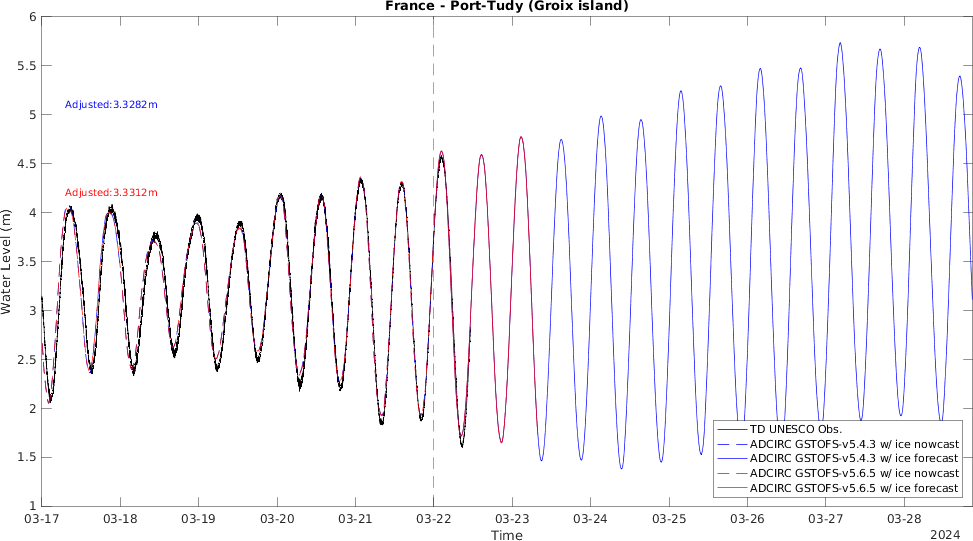 France - Port-Tudy (Groix island)
6
5.5
5
4.5
4
3.5
3
2.5
2
1.5
1
Water Level (m)
Adjusted:3.3282m
Adjusted:3.3312m
TD UNESCO Obs.
ADCIRC GSTOFS-v5.4.3 w/ ice nowcast
ADCIRC GSTOFS-v5.4.3 w/ ice forecast
ADCIRC GSTOFS-v5.6.5 w/ ice nowcast
ADCIRC GSTOFS-v5.6.5 w/ ice forecast
03-17 03-18 03-19 03-20 03-21 03-22 03-23 03-24 03-25 03-26 03-27 03-28
Time
2024